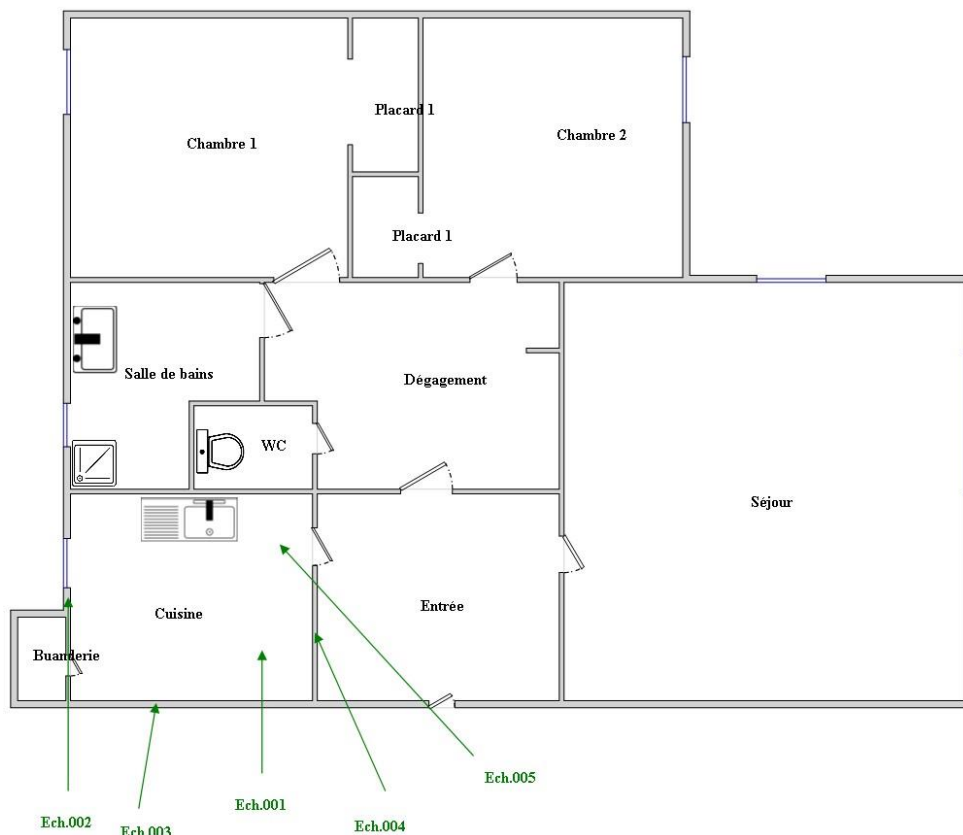 Placard 1
Chambre 2
Chambre 1
Placard 1
Salle de bains
Dégagement
WC
Séjour
Cuisine
Entrée
Buanderie
Ech.005
Ech.001
Ech.002
Ech.003
Ech.004